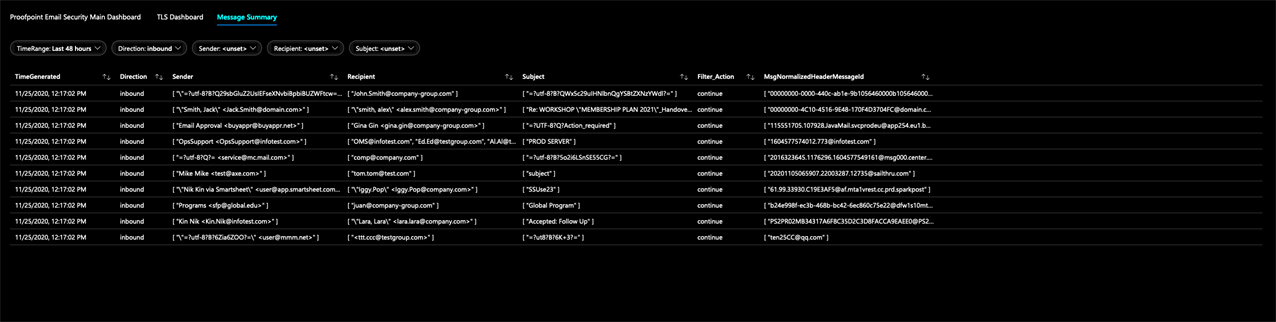 Proofpoint Email Security Main Dashboard TLS Dashboard Message Summary
TimeRange: Last 48 hours Direction: inbound Sender: <unset> Recipient: <unset> Subject: <unset>
TimeGenerated Direction Sender Recipient Subject Filter_Action MsgNormalizedHeaderMessageId
11/25/2020, 12:17:02 PM inbound ["John.Smith@company-group.com" ] continue
11/25/2020, 12:17:02 PM inbound [ "\"Smith, Jack\" <Jack.Smith@domain.com>" ] [ "\"smith, alex\" <alex.smith@company-group.com>" ] [ "Re: WORKSHOP \"MEMBERSHIP PLAN 2021\"_Handove... continue [ "00000000-4C10-4516-9E48-170F4D3704FC@domain.c...
11/25/2020, 12:17:02 PM inbound [ "Email Approval <buyappr@buyappr.net>" ] [ "Gina Gin <gina.gin@company-group.com>" ] [ "=?UTF-8?Q?Action_required" ] continue [ "115551705.107928.JavaMail.svcprodeu@app254.eu1.b...
11/25/2020, 12:17:02 PM inbound [ "OpsSupport <OpsSupport@infotest.com>" ] [ "OMS@infotest.com", "Ed.Ed@testgroup.com", "Al.Al@t... [ "PROD SERVER" ] continue [ "1604577574012.773@infotest.com" ]
11/25/2020, 12:17:02 PM inbound [ "=?utf-8?Q?= <service@mc.mail.com>" ] [ "comp@company.com" ] [ "=?utf-8?B?5o2i6LSnSE55CG?=" ] continue [ "2016323645.1176296.1604577549161@msg000.center....
11/25/2020, 12:17:02 PM inbound [ "Mike Mike <test@axe.com>" ] [ "tom.tom@test.com" ] [ "subject" ] continue [ "20201105065907.22003287.12735@sailthru.com" ]
11/25/2020, 12:17:02 PM inbound [ "\"Nik Kin via Smartsheet\" <user@app.smartsheet.com... [ "\"Iggy.Pop\" <Iggy.Pop@company.com>" ] [ "SSUse23" ] continue [ "61.99.33930.C19E3AF5@af.mta1vrest.cc.prd.sparkpost" ]
11/25/2020, 12:17:02 PM inbound [ "Programs <sfp@global.edu>" ] [ "juan@company-group.com" ] [ "Global Program" ] continue [ "b24e998f-ec3b-468b-bc42-6ec860c75e22@dfw1s10mt...
11/25/2020, 12:17:02 PM inbound [ "Kin Nik <Kin.Nik@infotest.com>" ] [ "\"Lara, Lara\" <lara.lara@company.com>" ] [ "Accepted: Follow Up" ] continue [ "PS2PR02MB34317A6F8C35D2C3D8FACCA9EAEE0@PS2...
11/25/2020, 12:17:02 PM inbound [ "\"=?utf-8?B?6Zia6ZOO?=\" <user@mmm.net>" ] [ "<ttt.ccc@testgroup.com>" ] [ "=?ut8?B?6K+3?=" ] continue [ "ten25CC@qq.com" ]